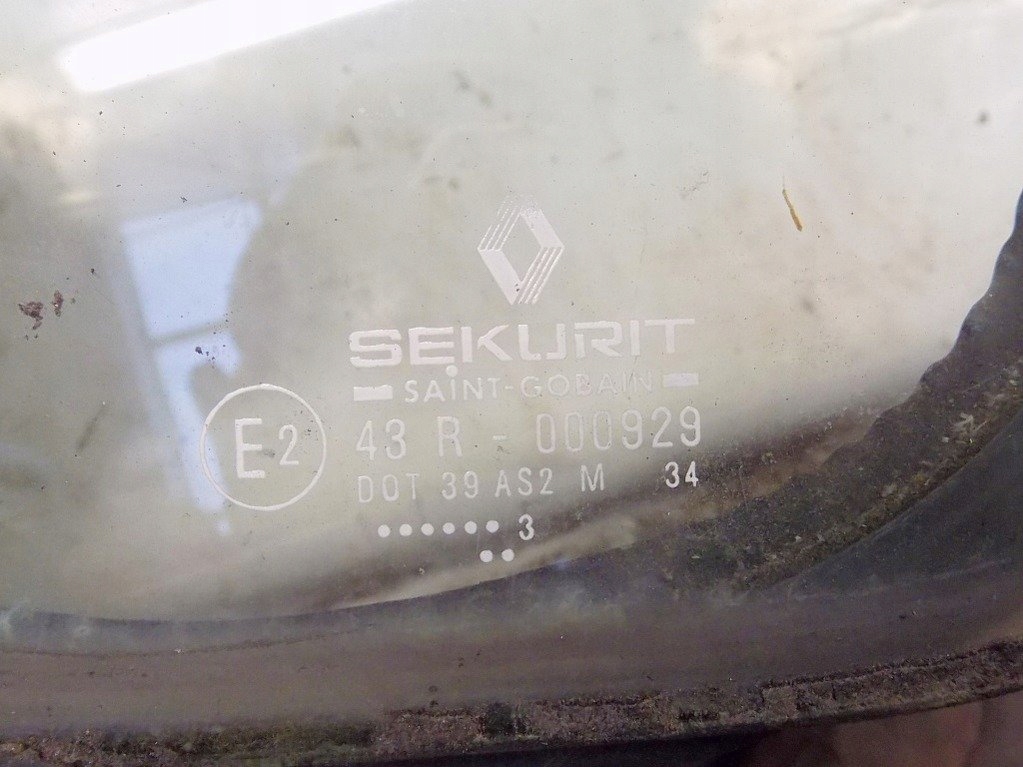 SEKURIT
SAINT-GOBAIN
E2 43 R - 000929
DOT 39 AS2 M 34
•••••• 3
••